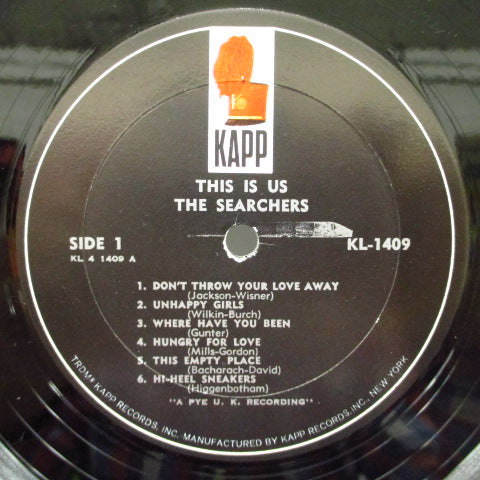 KAPP
THIS IS US
THE SEARCHERS
SIDE 1
KL 4 1409 A
KL-1409
1. DON'T THROW YOUR LOVE AWAY
(Jackson-Wisner)
2. UNHAPPY GIRLS
(Wilkin-Burch)
3. WHERE HAVE YOU BEEN
(Gunter)
4. HUNGRY FOR LOVE
(Mills-Gordon)
5. THIS EMPTY PLACE
(Bacharach-David)
6. HI-HEEL SNEAKERS
(Higgenbotham)
"A PYE U. K. RECORDING"
TRDM® KAPP RECORDS, INC. MANUFACTURED BY KAPP RECORDS, INC., NEW YORK